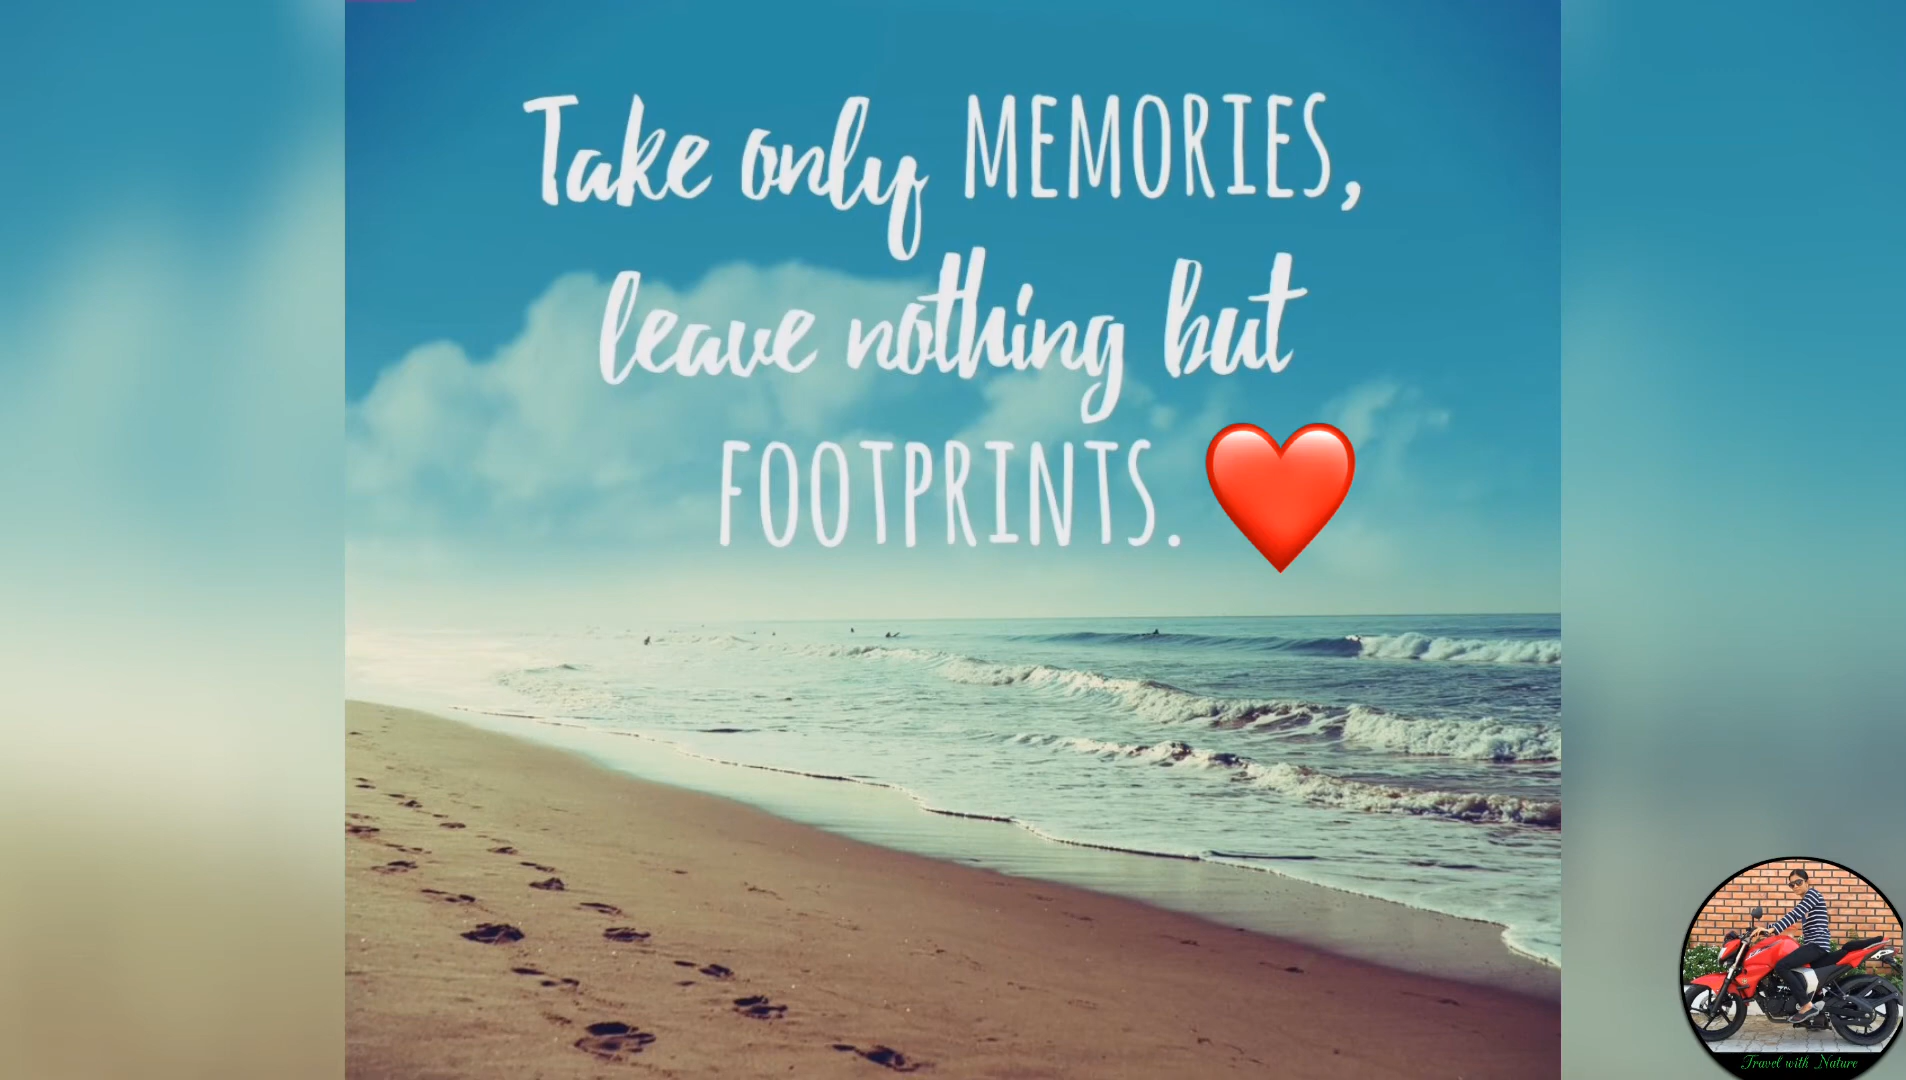 Take only MEMORIES,
leave nothing but
FOOTPRINTS.
Travel with Nature